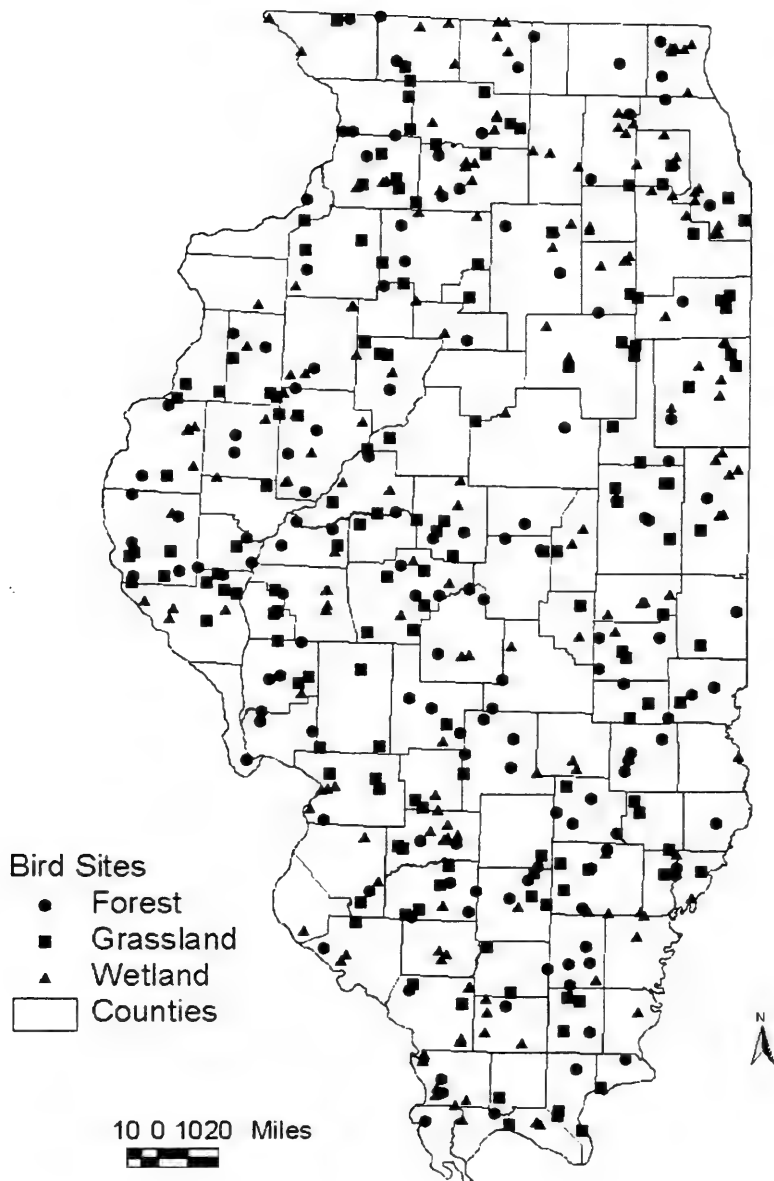 Bird Sites
Forest
Grassland
Wetland
Counties
N
10 0 1020 Miles